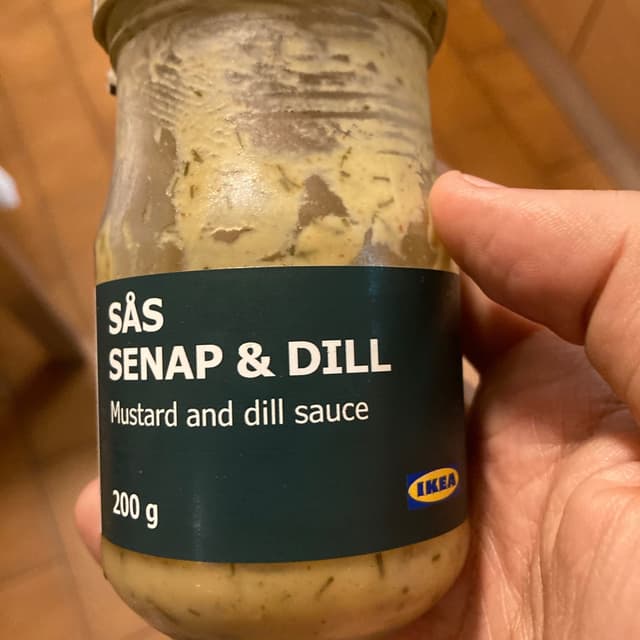 SÅS
SENAP & DILL
Mustard and dill sauce
200 g
IKEA